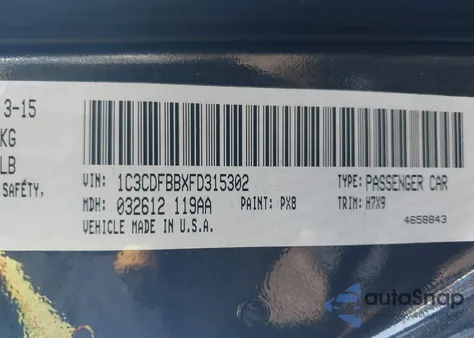 3-15
KG
LB
SAFETY,
VIN: 1C3CDFBBXFD315302 TYPE: PASSENGER CAR
MDH: 032612 119AA PAINT: PX8 TRIM: H7X9
VEHICLE MADE IN U.S.A. 4658843
autoSnap